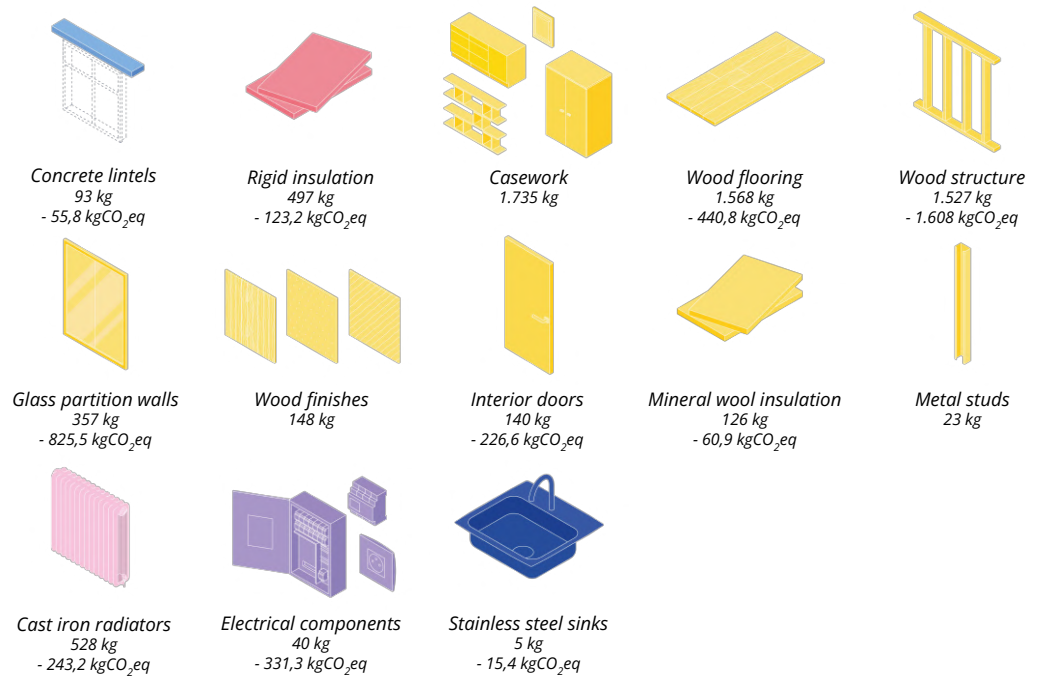 Concrete lintels
93 kg
- 55,8 kgCO₂eq
Rigid insulation
497 kg
- 123,2 kgCO₂eq
Casework
1.735 kg
Wood flooring
1.568 kg
- 440,8 kgCO₂eq
Wood structure
1.527 kg
- 1.608 kgCO₂eq
Glass partition walls
357 kg
- 825,5 kgCO₂eq
Wood finishes
148 kg
Interior doors
140 kg
- 226,6 kgCO₂eq
Mineral wool insulation
126 kg
- 60,9 kgCO₂eq
Metal studs
23 kg
Cast iron radiators
528 kg
- 243,2 kgCO₂eq
Electrical components
40 kg
- 331,3 kgCO₂eq
Stainless steel sinks
5 kg
- 15,4 kgCO₂eq